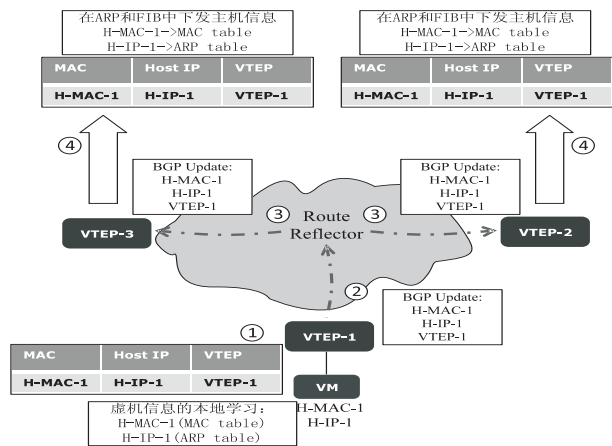 在ARP和FIB中下发主机信息
H-MAC-1->MAC table
H-IP-1->ARP table
MAC Host IP VTEP
H-MAC-1 H-IP-1 VTEP-1
在ARP和FIB中下发主机信息
H-MAC-1->MAC table
H-IP-1->ARP table
MAC Host IP VTEP
H-MAC-1 H-IP-1 VTEP-1
④
④
BGP Update:
H-MAC-1
H-IP-1
VTEP-1
BGP Update:
H-MAC-1
H-IP-1
VTEP-1
VTEP-3
③
Route
Reflector
③
VTEP-2
②
BGP Update:
H-MAC-1
H-IP-1
VTEP-1
①
VTEP-1
MAC Host IP VTEP
H-MAC-1 H-IP-1 VTEP-1
VM
H-MAC-1
H-IP-1
虚机信息的本地学习:
H-MAC-1(MAC table)
H-IP-1(ARP table)